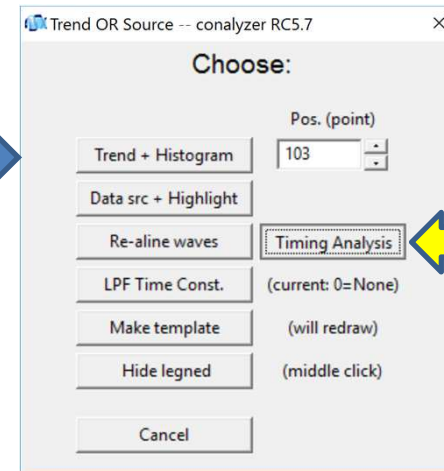 Trend OR Source -- conalyzer RC5.7
Choose:
Pos. (point)
Trend + Histogram 103
Data src + Highlight
Re-aline waves Timing Analysis
LPF Time Const. (current: 0=None)
Make template (will redraw)
Hide legned (middle click)
Cancel